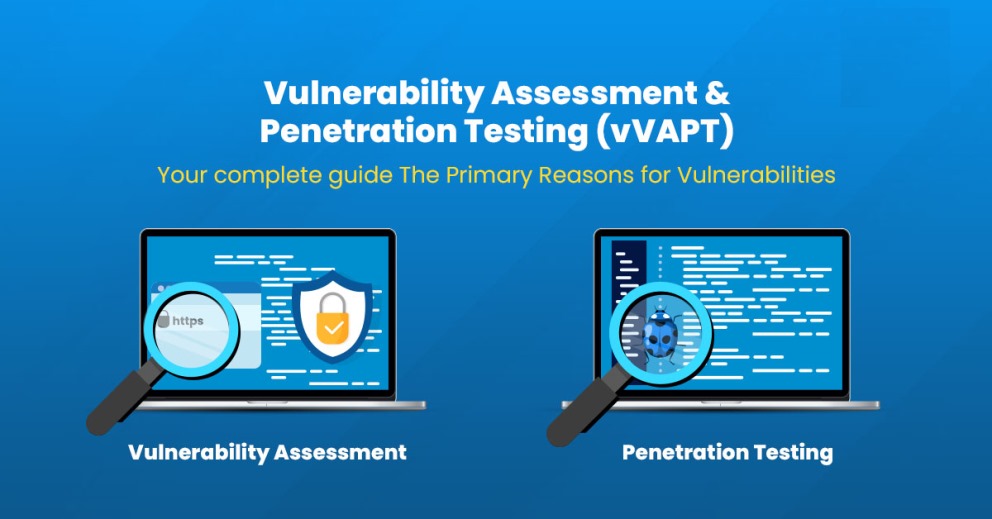 Vulnerability Assessment &
Penetration Testing (vVAPT)
Your complete guide The Primary Reasons for Vulnerabilities
https
Vulnerability Assessment
Penetration Testing